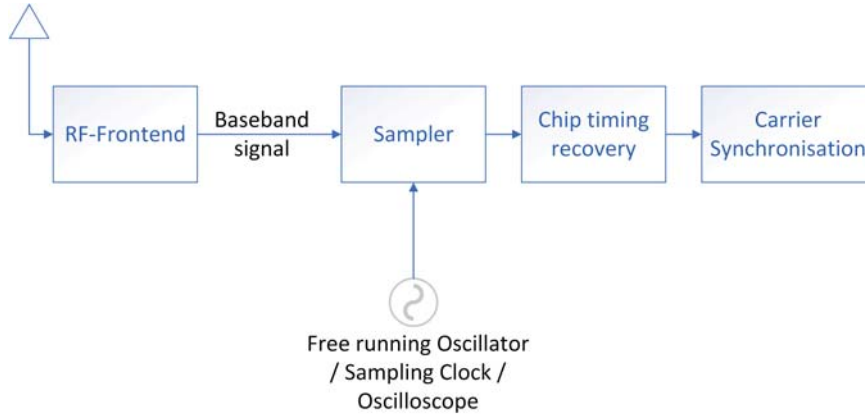 RF-Frontend
Baseband
signal
Sampler
Chip timing
recovery
Carrier
Synchronisation
Free running Oscillator
/ Sampling Clock /
Oscilloscope